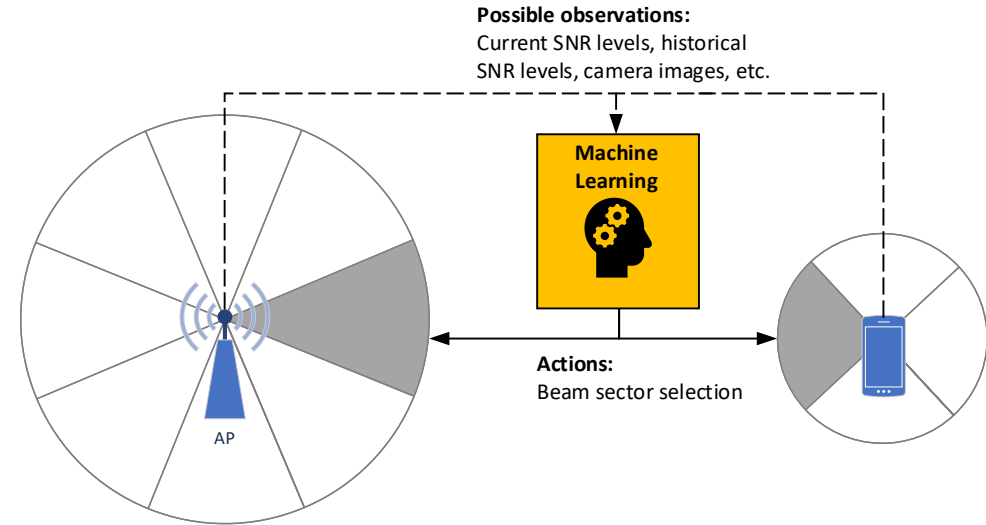 Possible observations:
Current SNR levels, historical
SNR levels, camera images, etc.
Machine
Learning
Actions:
Beam sector selection
AP